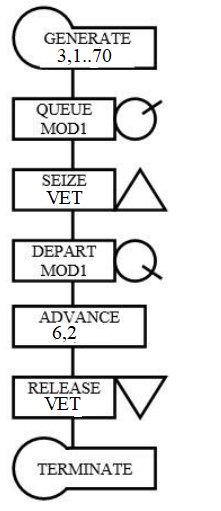 GENERATE
3,1..70
QUEUE
MOD1
SEIZE
VET
DEPART
MOD1
ADVANCE
6,2
RELEASE
VET
TERMINATE